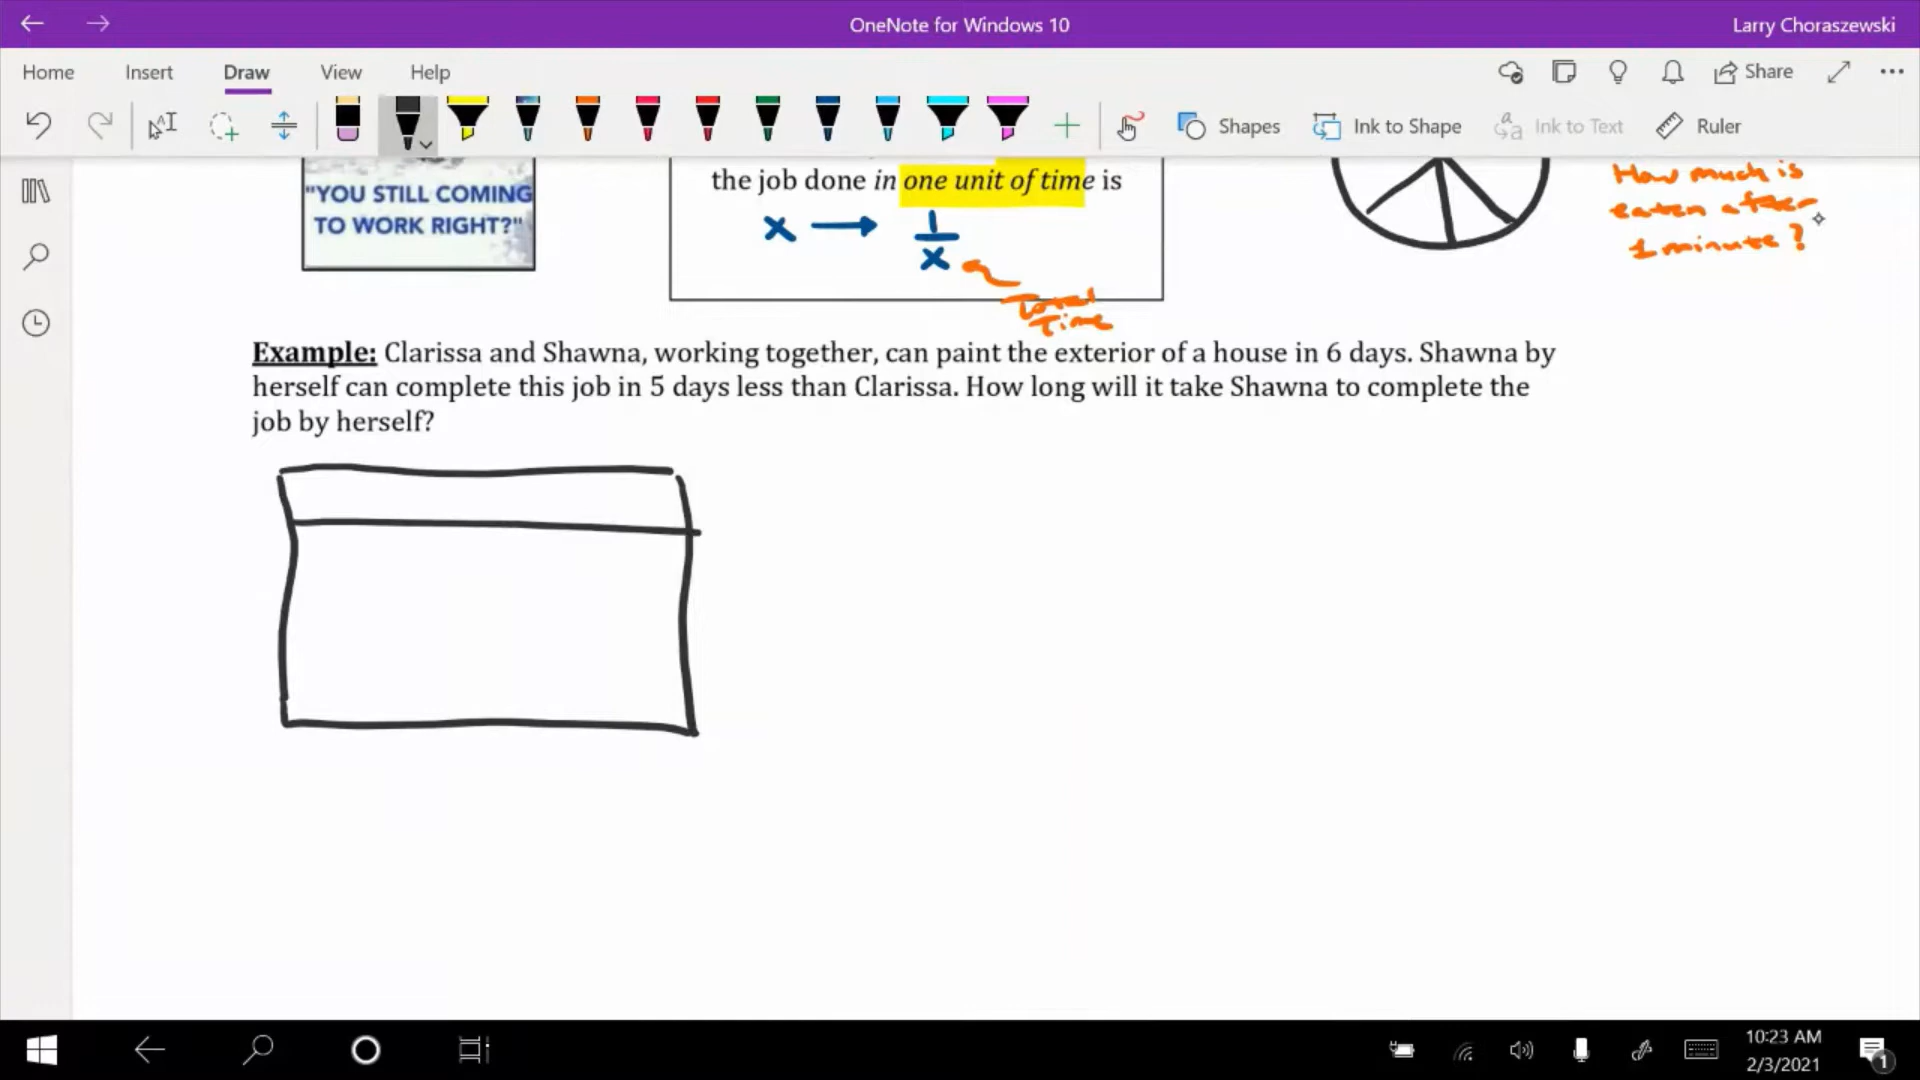 OneNote for Windows 10
Larry Choraszewski
Home Insert Draw View Help
Share
Shapes Ink to Shape Ink to Text Ruler
"YOU STILL COMING
TO WORK RIGHT?"
the job done in one unit of time is
x → 1/x
Total
Time
How much is
eaten after
1 minute?
Example: Clarissa and Shawna, working together, can paint the exterior of a house in 6 days. Shawna by
herself can complete this job in 5 days less than Clarissa. How long will it take Shawna to complete the
job by herself?
10:23 AM
2/3/2021
1